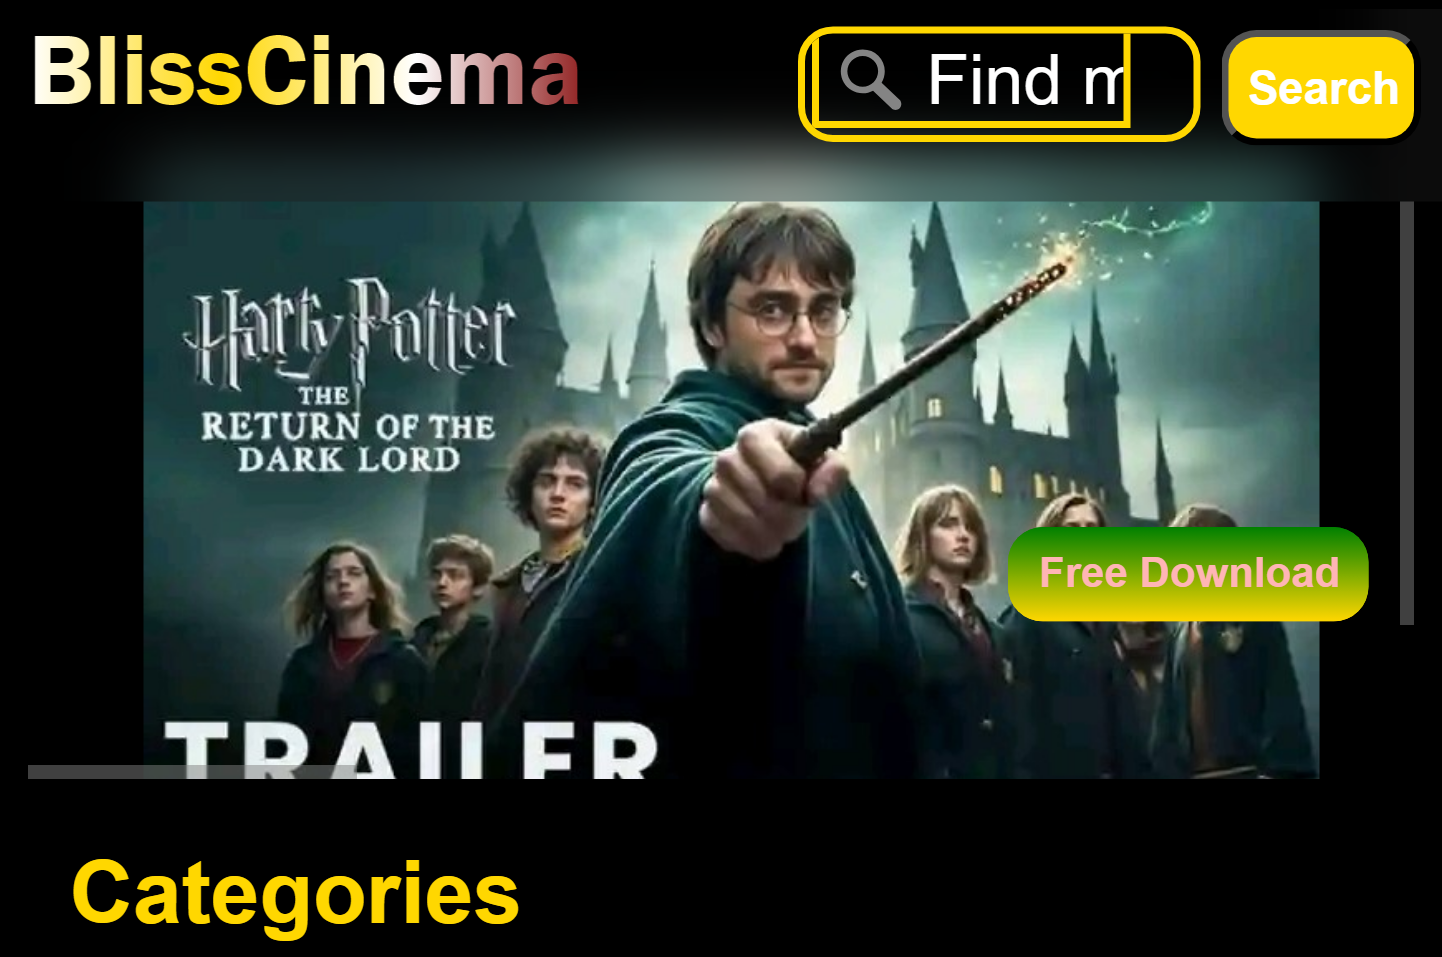 BlissCinema
Find m
Search
Harry Potter
THE
RETURN OF THE
DARK LORD
Free Download
TRAILER
Categories